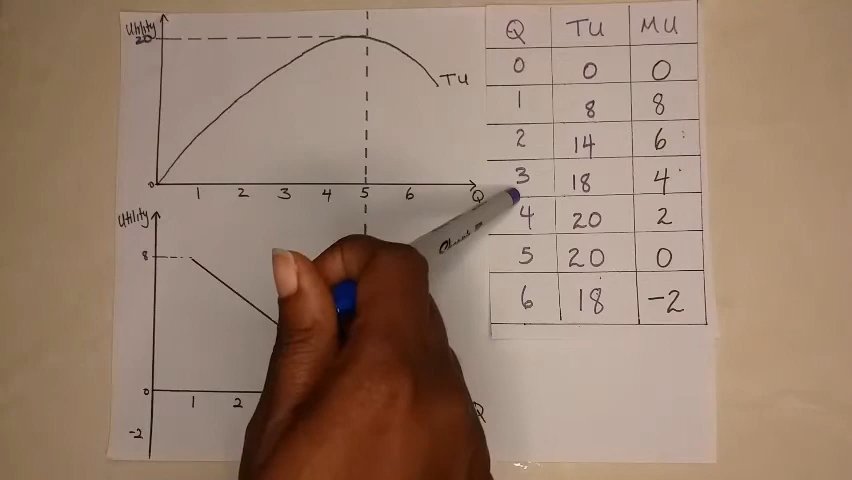 Utility
20
TU
0
1 2 3 4 5 6 Q
Utility
8
0
1 2 Q
-2
Q TU MU
0 0 0
1 8 8
2 14 6
3 18 4
4 20 2
5 20 0
6 18 -2